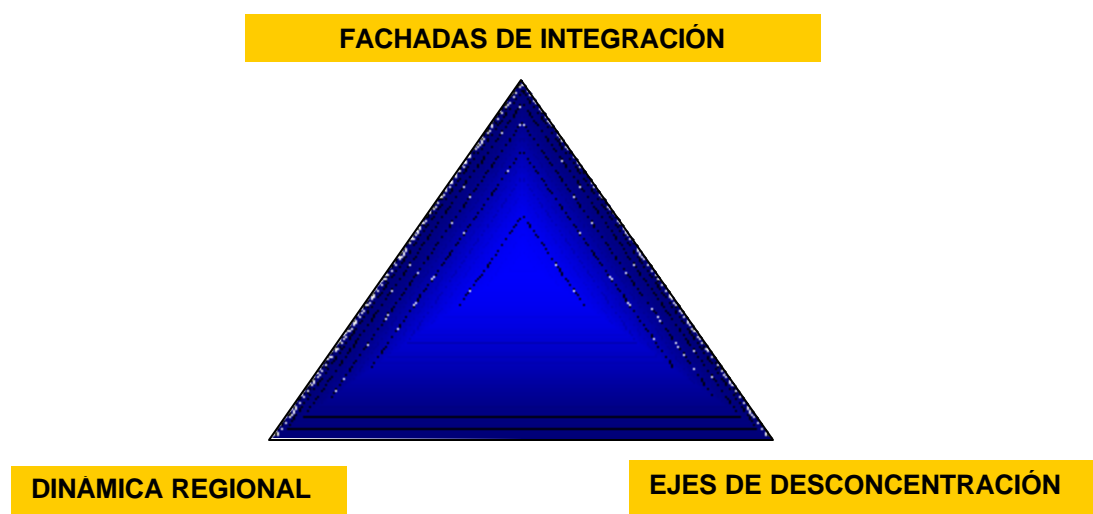 FACHADAS DE INTEGRACIÓN
DINÁMICA REGIONAL
EJES DE DESCONCENTRACIÓN